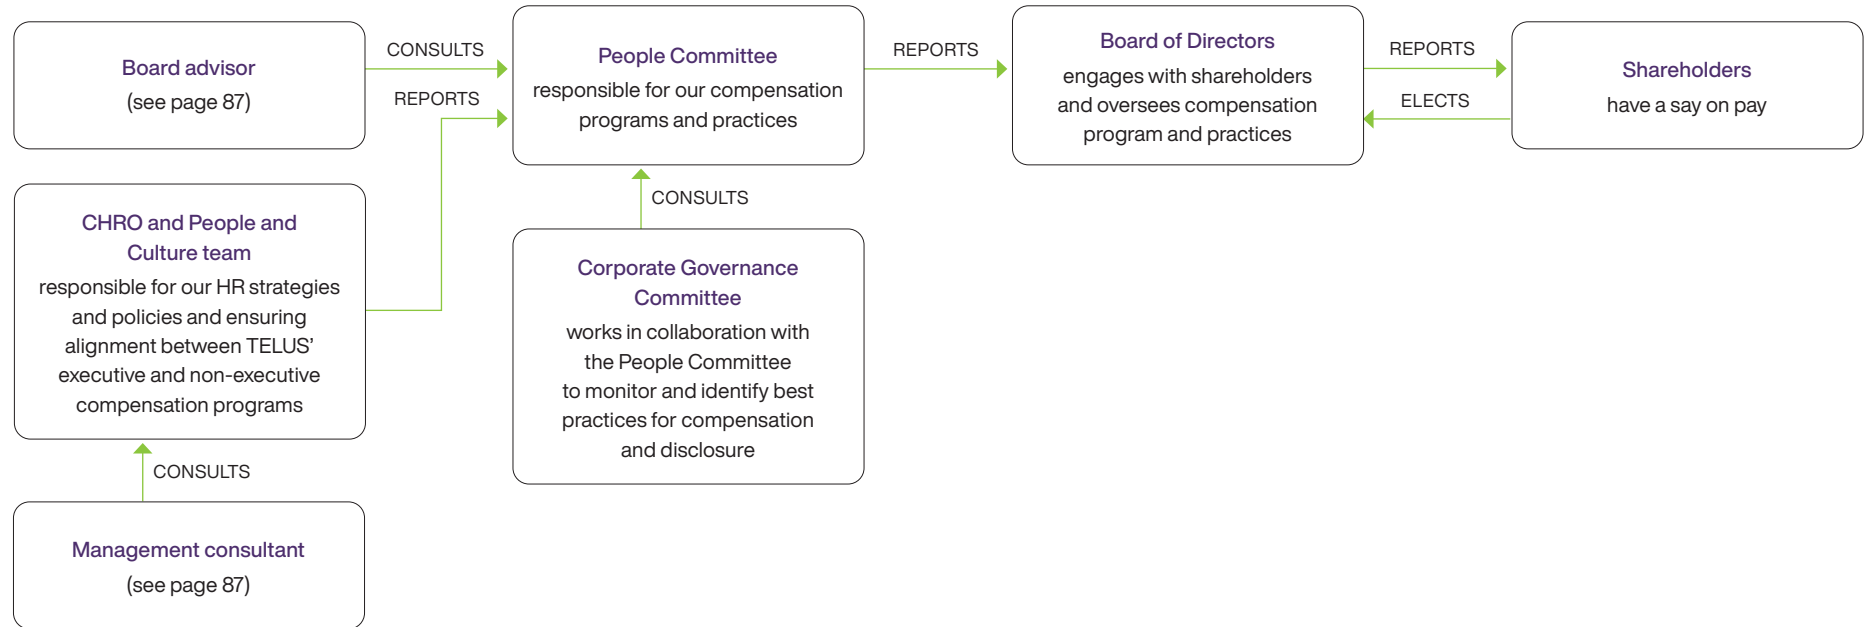 Board advisor
(see page 87)
CONSULTS
REPORTS
People Committee
responsible for our compensation
programs and practices
REPORTS
Board of Directors
engages with shareholders
and oversees compensation
program and practices
REPORTS
ELECTS
Shareholders
have a say on pay
CHRO and People and
Culture team
responsible for our HR strategies
and policies and ensuring
alignment between TELUS’
executive and non-executive
compensation programs
CONSULTS
Corporate Governance
Committee
works in collaboration with
the People Committee
to monitor and identify best
practices for compensation
and disclosure
CONSULTS
Management consultant
(see page 87)